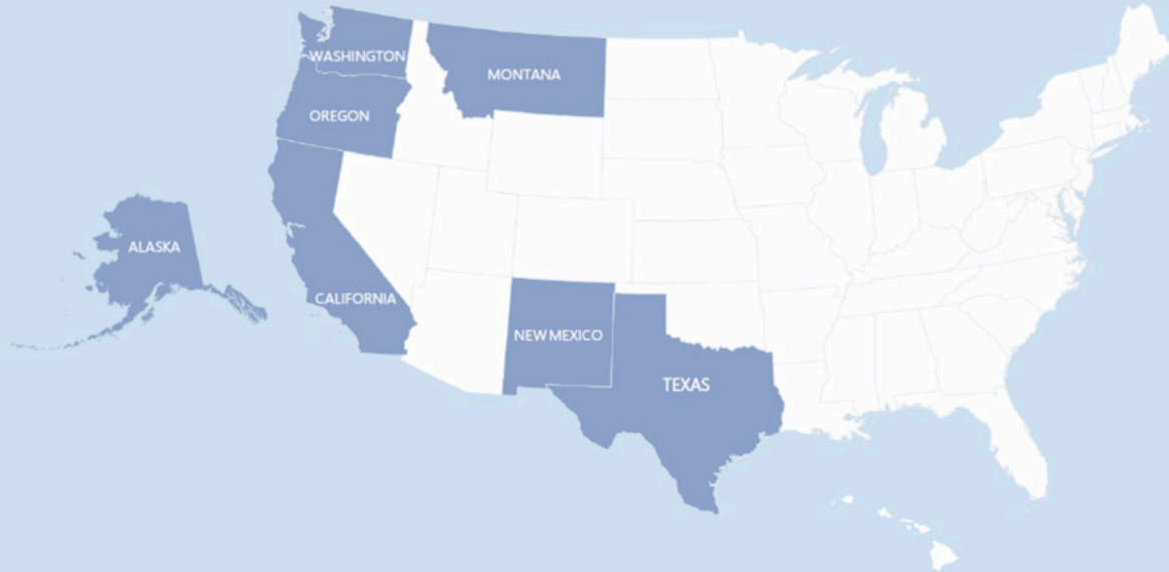 WASHINGTON
MONTANA
OREGON
ALASKA
CALIFORNIA
NEW MEXICO
TEXAS